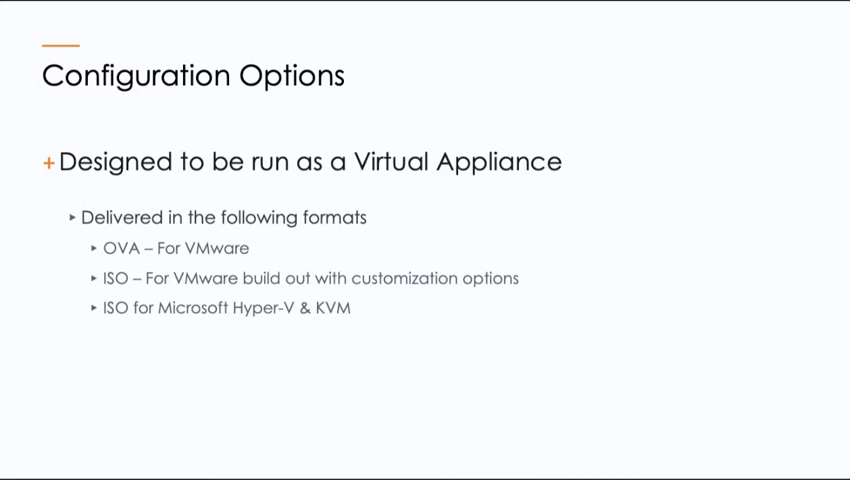 Configuration Options
+ Designed to be run as a Virtual Appliance
▸ Delivered in the following formats
▸ OVA – For VMware
▸ ISO – For VMware build out with customization options
▸ ISO for Microsoft Hyper-V & KVM